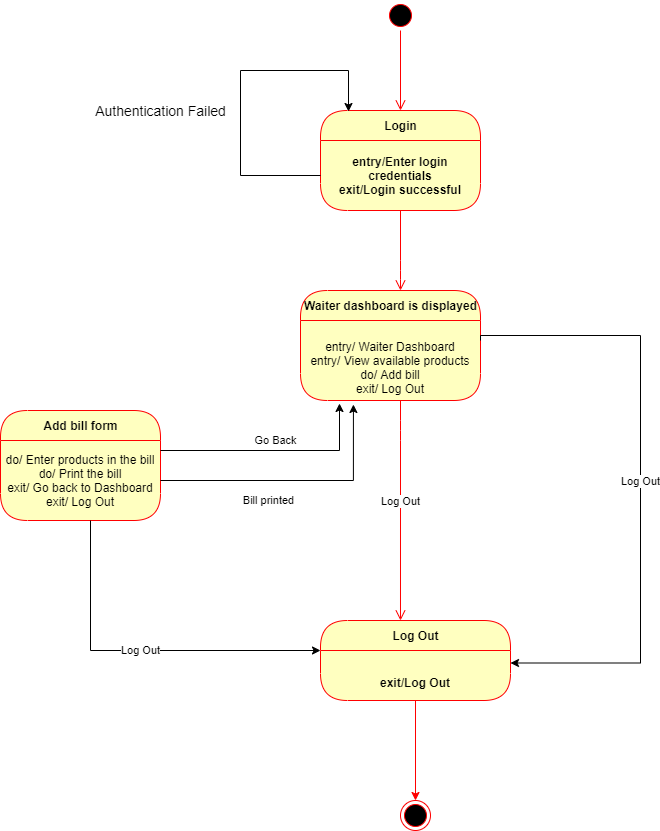 Authentication Failed
Login
entry/Enter login
credentials
exit/Login successful
Waiter dashboard is displayed
entry/ Waiter Dashboard
entry/ View available products
do/ Add bill
exit/ Log Out
Add bill form
do/ Enter products in the bill
do/ Print the bill
exit/ Go back to Dashboard
exit/ Log Out
Go Back
Bill printed
Log Out
Log Out
Log Out
Log Out
exit/Log Out